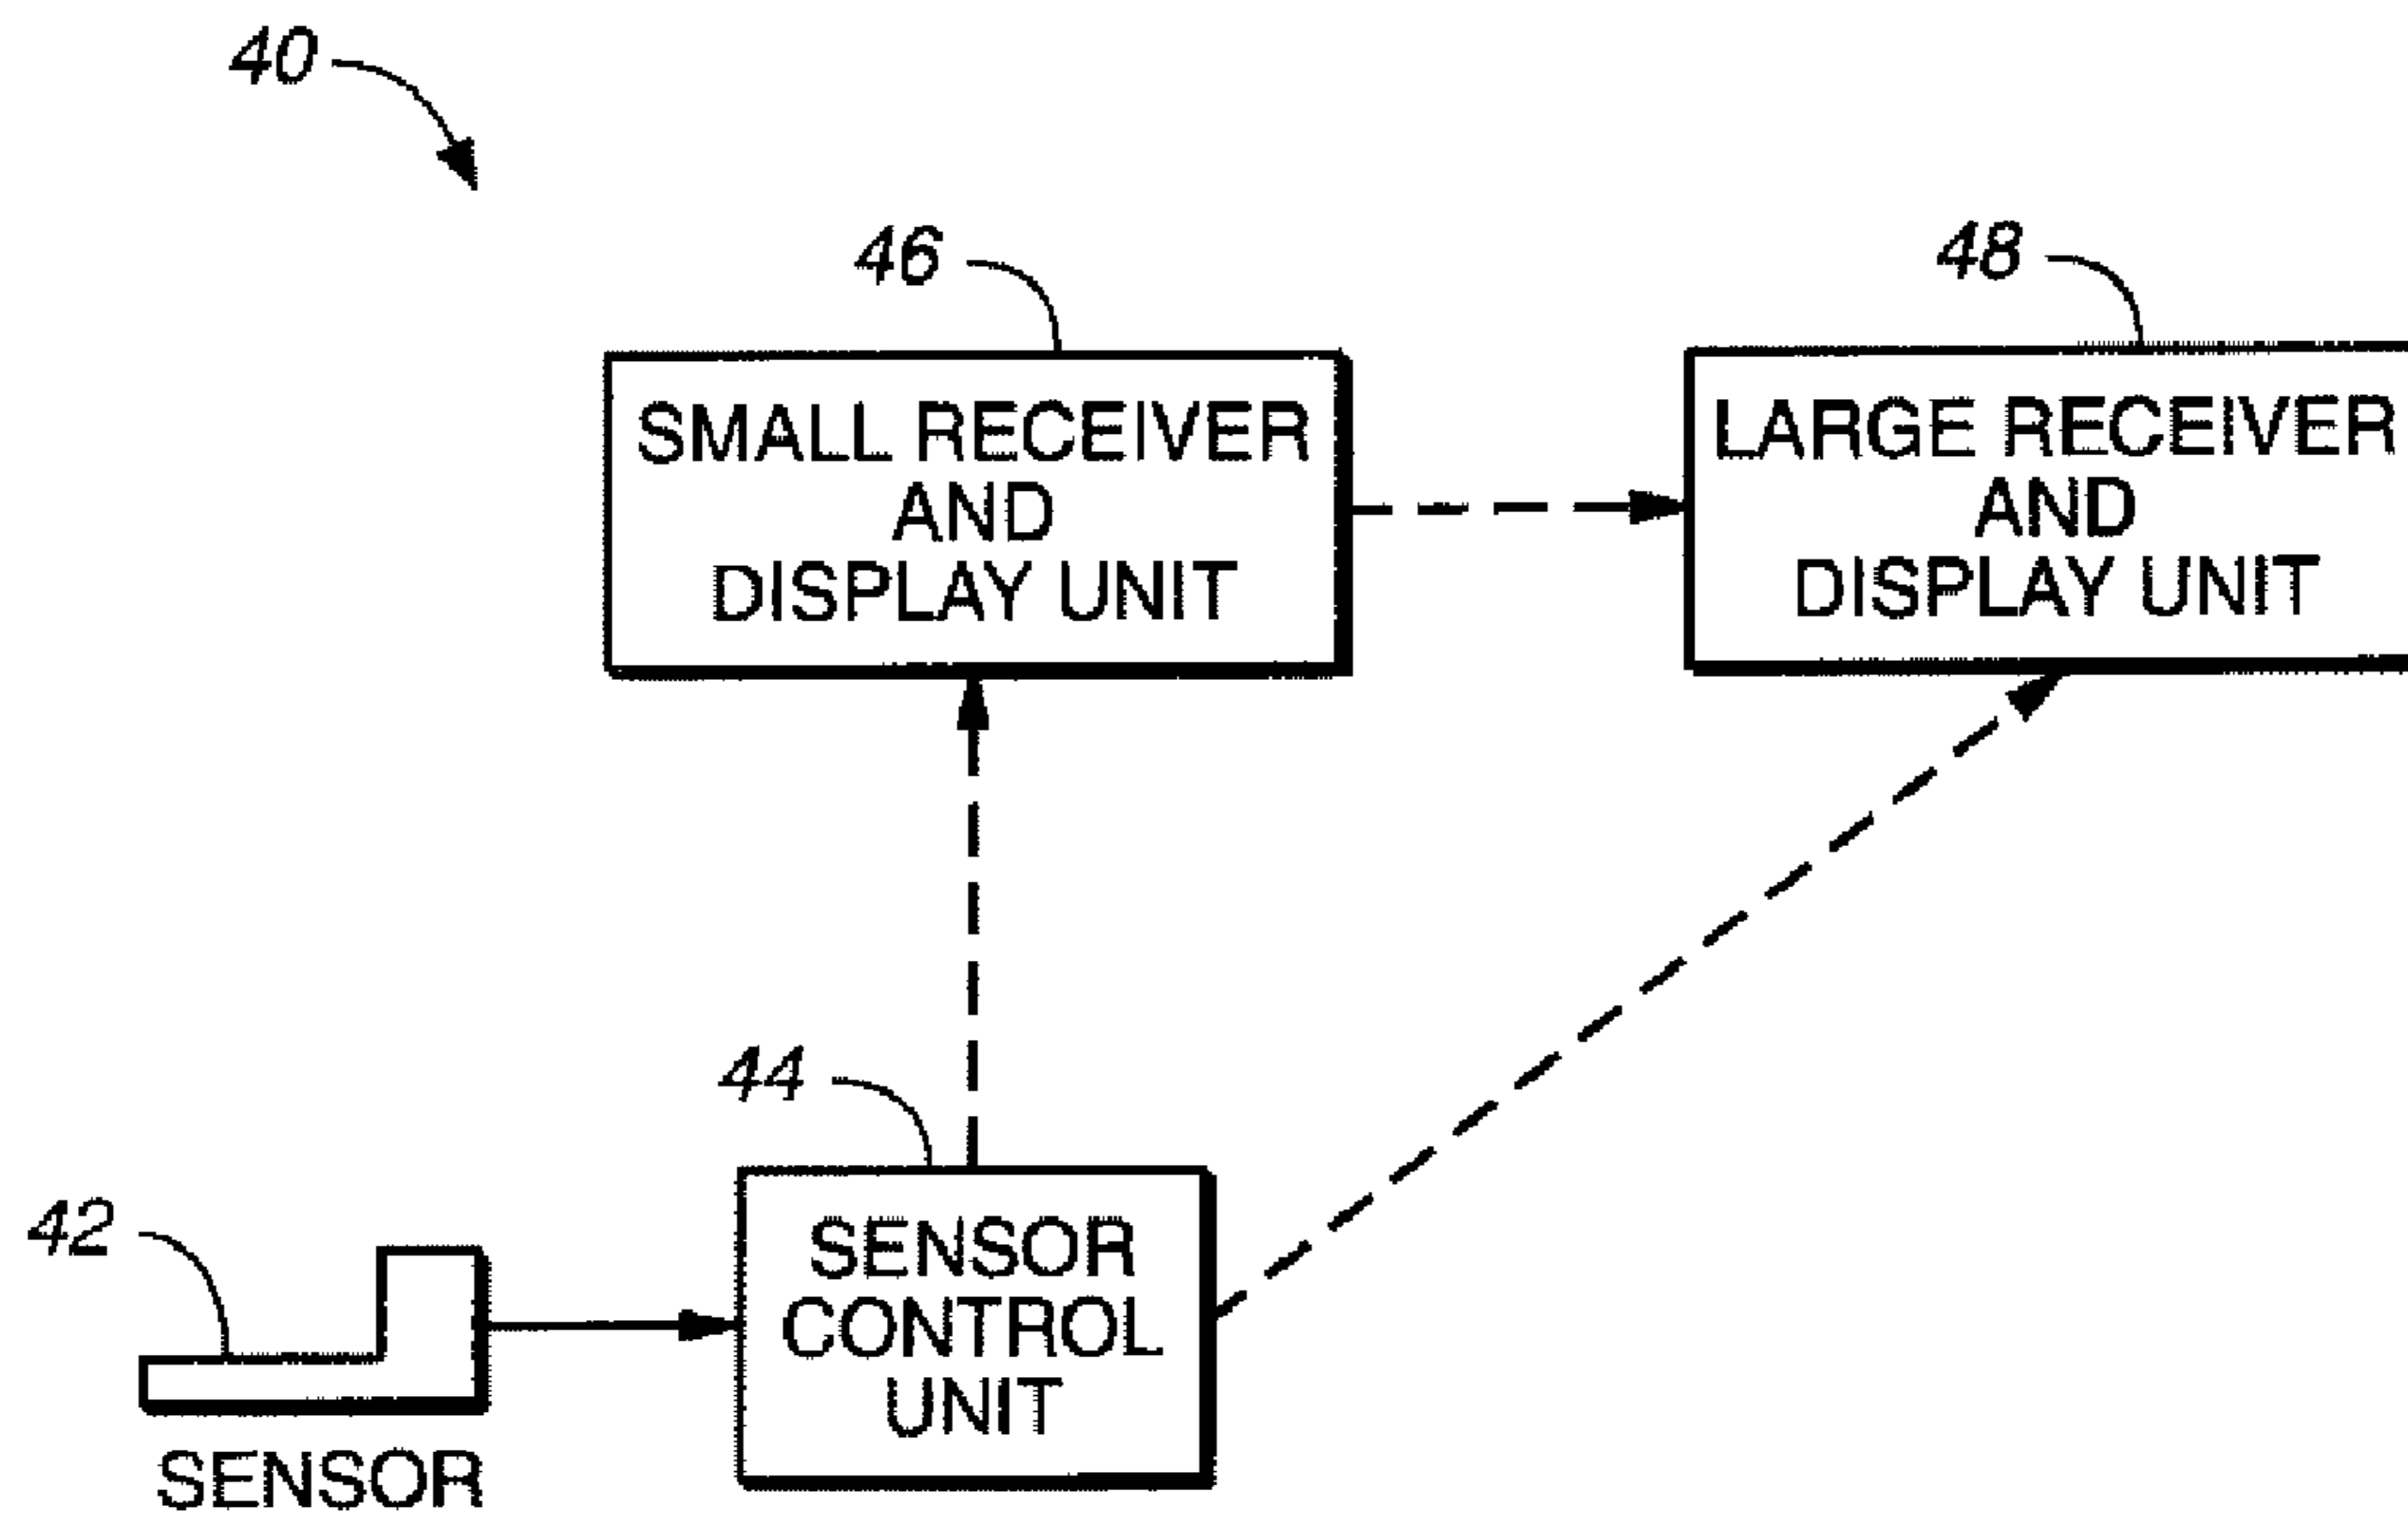 40
46
48
SMALL RECEIVER
AND
DISPLAY UNIT
LARGE RECEIVER
AND
DISPLAY UNIT
44
42
SENSOR
CONTROL
UNIT
SENSOR